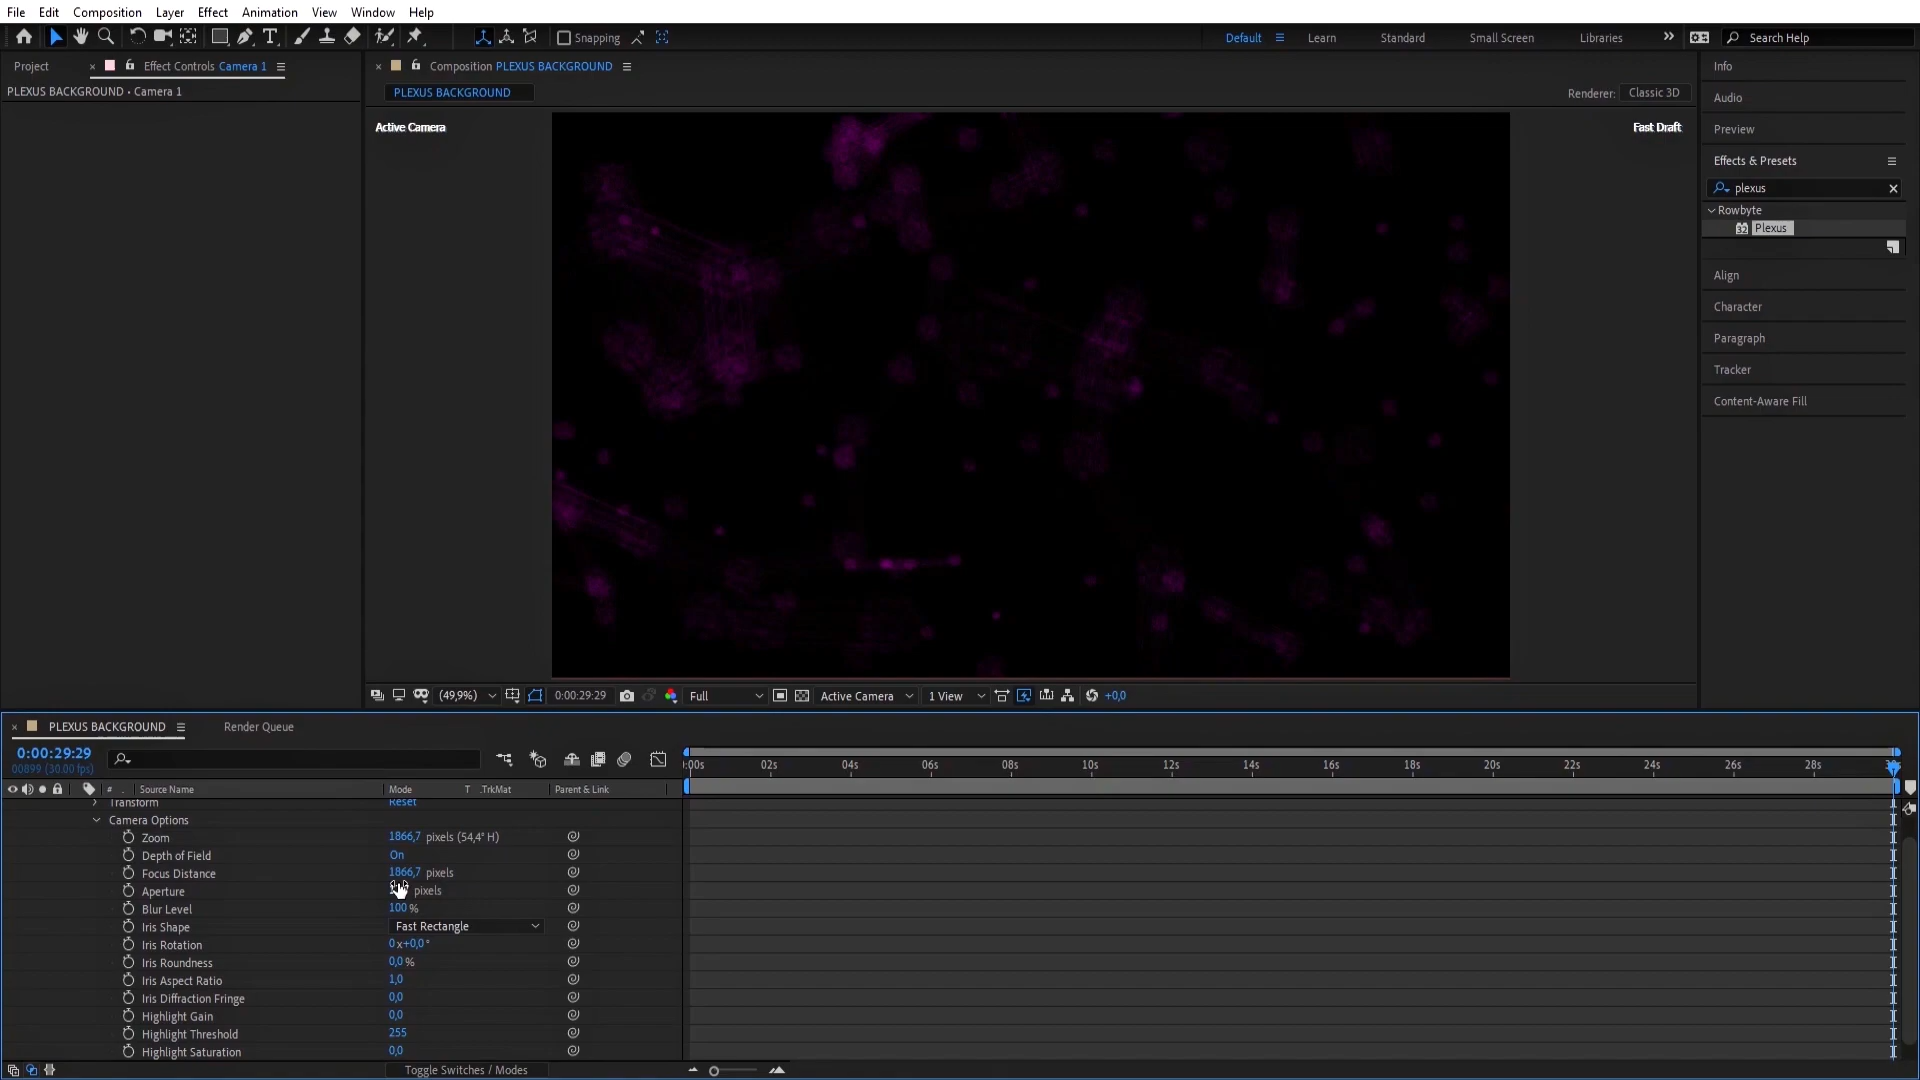 File Edit Composition Layer Effect Animation View Window Help
Snapping Default Learn Standard Small Screen Libraries Search Help
Project Effect Controls Camera 1
PLEXUS BACKGROUND • Camera 1
Composition PLEXUS BACKGROUND
PLEXUS BACKGROUND
Renderer: Classic 3D
Active Camera
Fast Draft
Info
Audio
Preview
Effects & Presets
plexus
Rowbyte
32 Plexus
Align
Character
Paragraph
Tracker
Content-Aware Fill
(49,9%) 0:00:29:29 Full Active Camera 1 View +0,0
PLEXUS BACKGROUND Render Queue
0:00:29:29
00899 (30.00 fps)
:00s 02s 04s 06s 08s 10s 12s 14s 16s 18s 20s 22s 24s 26s 28s
# Source Name Mode T .TrkMat Parent & Link
Transform Reset
Camera Options
Zoom 1866,7 pixels (54,4° H)
Depth of Field On
Focus Distance 1866,7 pixels
Aperture pixels
Blur Level 100 %
Iris Shape Fast Rectangle
Iris Rotation 0 x+0,0 °
Iris Roundness 0,0 %
Iris Aspect Ratio 1,0
Iris Diffraction Fringe 0,0
Highlight Gain 0,0
Highlight Threshold 255
Highlight Saturation 0,0
Toggle Switches / Modes